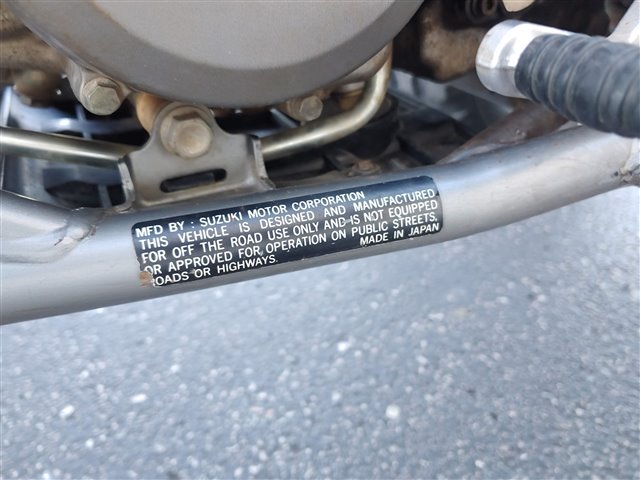 MFD BY : SUZUKI MOTOR CORPORATION
THIS VEHICLE IS DESIGNED AND MANUFACTURED
FOR OFF THE ROAD USE ONLY AND IS NOT EQUIPPED
OR APPROVED FOR OPERATION ON PUBLIC STREETS,
ROADS OR HIGHWAYS. MADE IN JAPAN